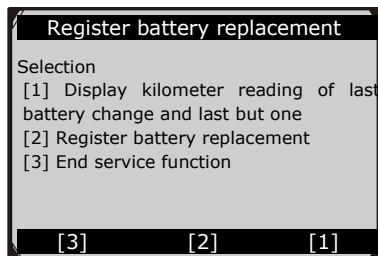 Register battery replacement
Selection
[1] Display kilometer reading of last
battery change and last but one
[2] Register battery replacement
[3] End service function
[3] [2] [1]